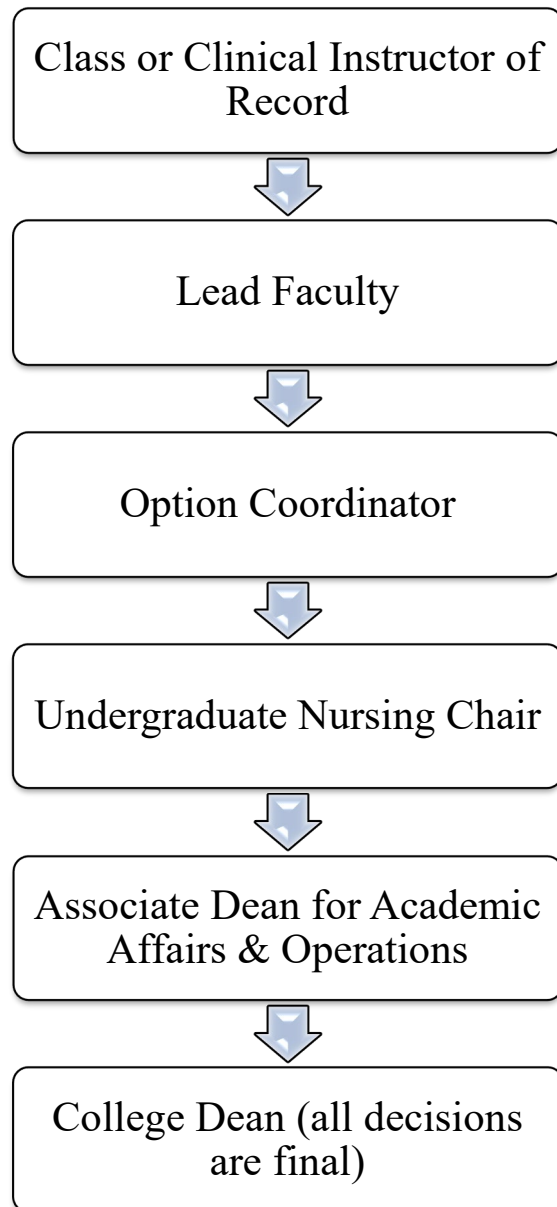 Class or Clinical Instructor of
Record
Lead Faculty
Option Coordinator
Undergraduate Nursing Chair
Associate Dean for Academic
Affairs & Operations
College Dean (all decisions
are final)